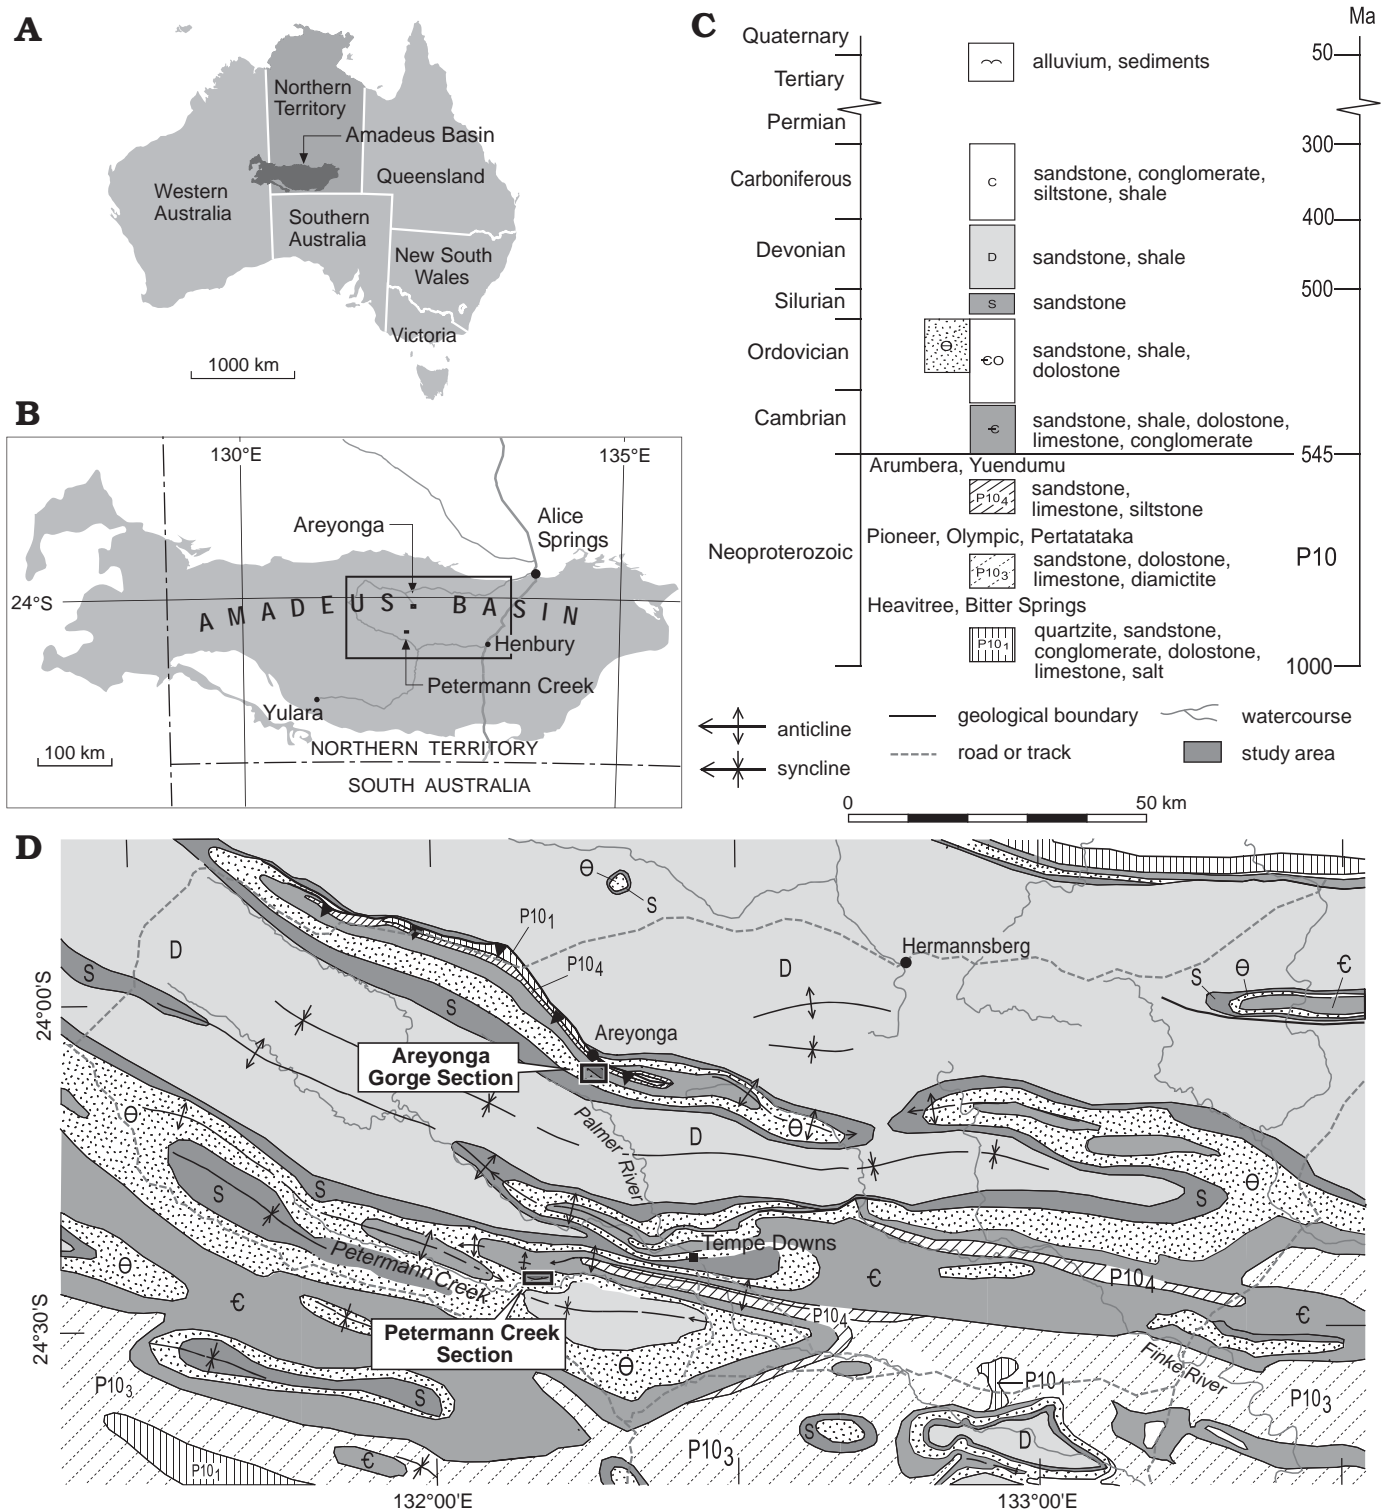 A
Northern
Territory
Amadeus Basin
Western
Australia
Queensland
Southern
Australia
New South
Wales
Victoria
1000 km
B
130°E
135°E
Areyonga
Alice
Springs
24°S
AMADEUS BASIN
Henbury
Petermann Creek
Yulara
100 km
NORTHERN TERRITORY
SOUTH AUSTRALIA
C
Ma
Quaternary
50
alluvium, sediments
Tertiary
Permian
300
Carboniferous
C
sandstone, conglomerate,
siltstone, shale
400
Devonian
D
sandstone, shale
500
Silurian
S
sandstone
Ordovician
Ɵ
ꞒO
sandstone, shale,
dolostone
Cambrian
Ꞓ
sandstone, shale, dolostone,
limestone, conglomerate
545
Arumbera, Yuendumu
P10₄
sandstone,
limestone, siltstone
Neoproterozoic
Pioneer, Olympic, Pertatataka
P10₃
sandstone, dolostone,
limestone, diamictite
P10
Heavitree, Bitter Springs
P10₁
quartzite, sandstone,
conglomerate, dolostone,
limestone, salt
1000
anticline
geological boundary
watercourse
syncline
road or track
study area
0
50 km
D
Ɵ
S
P10₁
P10₄
D
S
S
D
Hermannsberg
S
Ɵ
Ꞓ
24°00'S
Areyonga
Areyonga
Gorge Section
Palmer River
Ɵ
Ɵ
D
S
S
Ɵ
S
Petermann Creek
Tempe Downs
Ɵ
Ꞓ
Ꞓ
P10₄
P10₄
Ꞓ
24°30'S
Petermann Creek
Section
Ɵ
Finke River
P10₃
S
P10₁
P10₃
S
D
P10₃
P10₁
Ꞓ
132°00'E
133°00'E